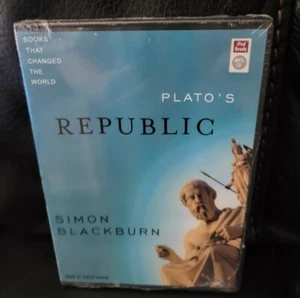 BOOKS
THAT
CHANGED
THE
WORLD
PLATO'S
REPUBLIC
SIMON
BLACKBURN